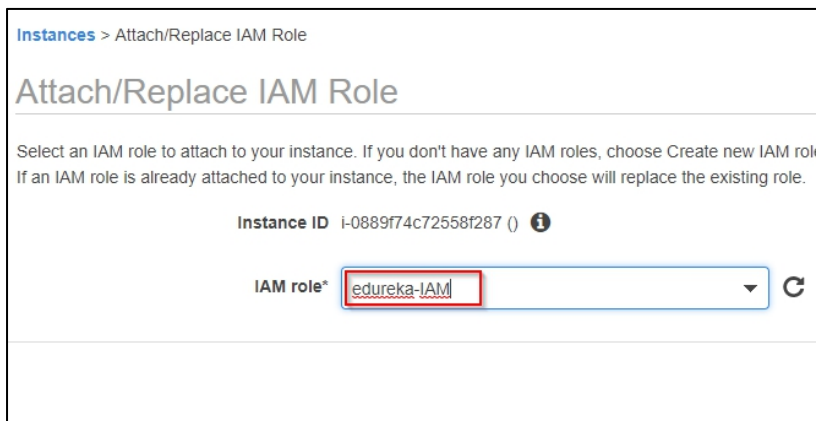 Instances > Attach/Replace IAM Role
Attach/Replace IAM Role
Select an IAM role to attach to your instance. If you don't have any IAM roles, choose Create new IAM role
If an IAM role is already attached to your instance, the IAM role you choose will replace the existing role.
Instance ID i-0889f74c72558f287 ()
IAM role* edureka-IAM